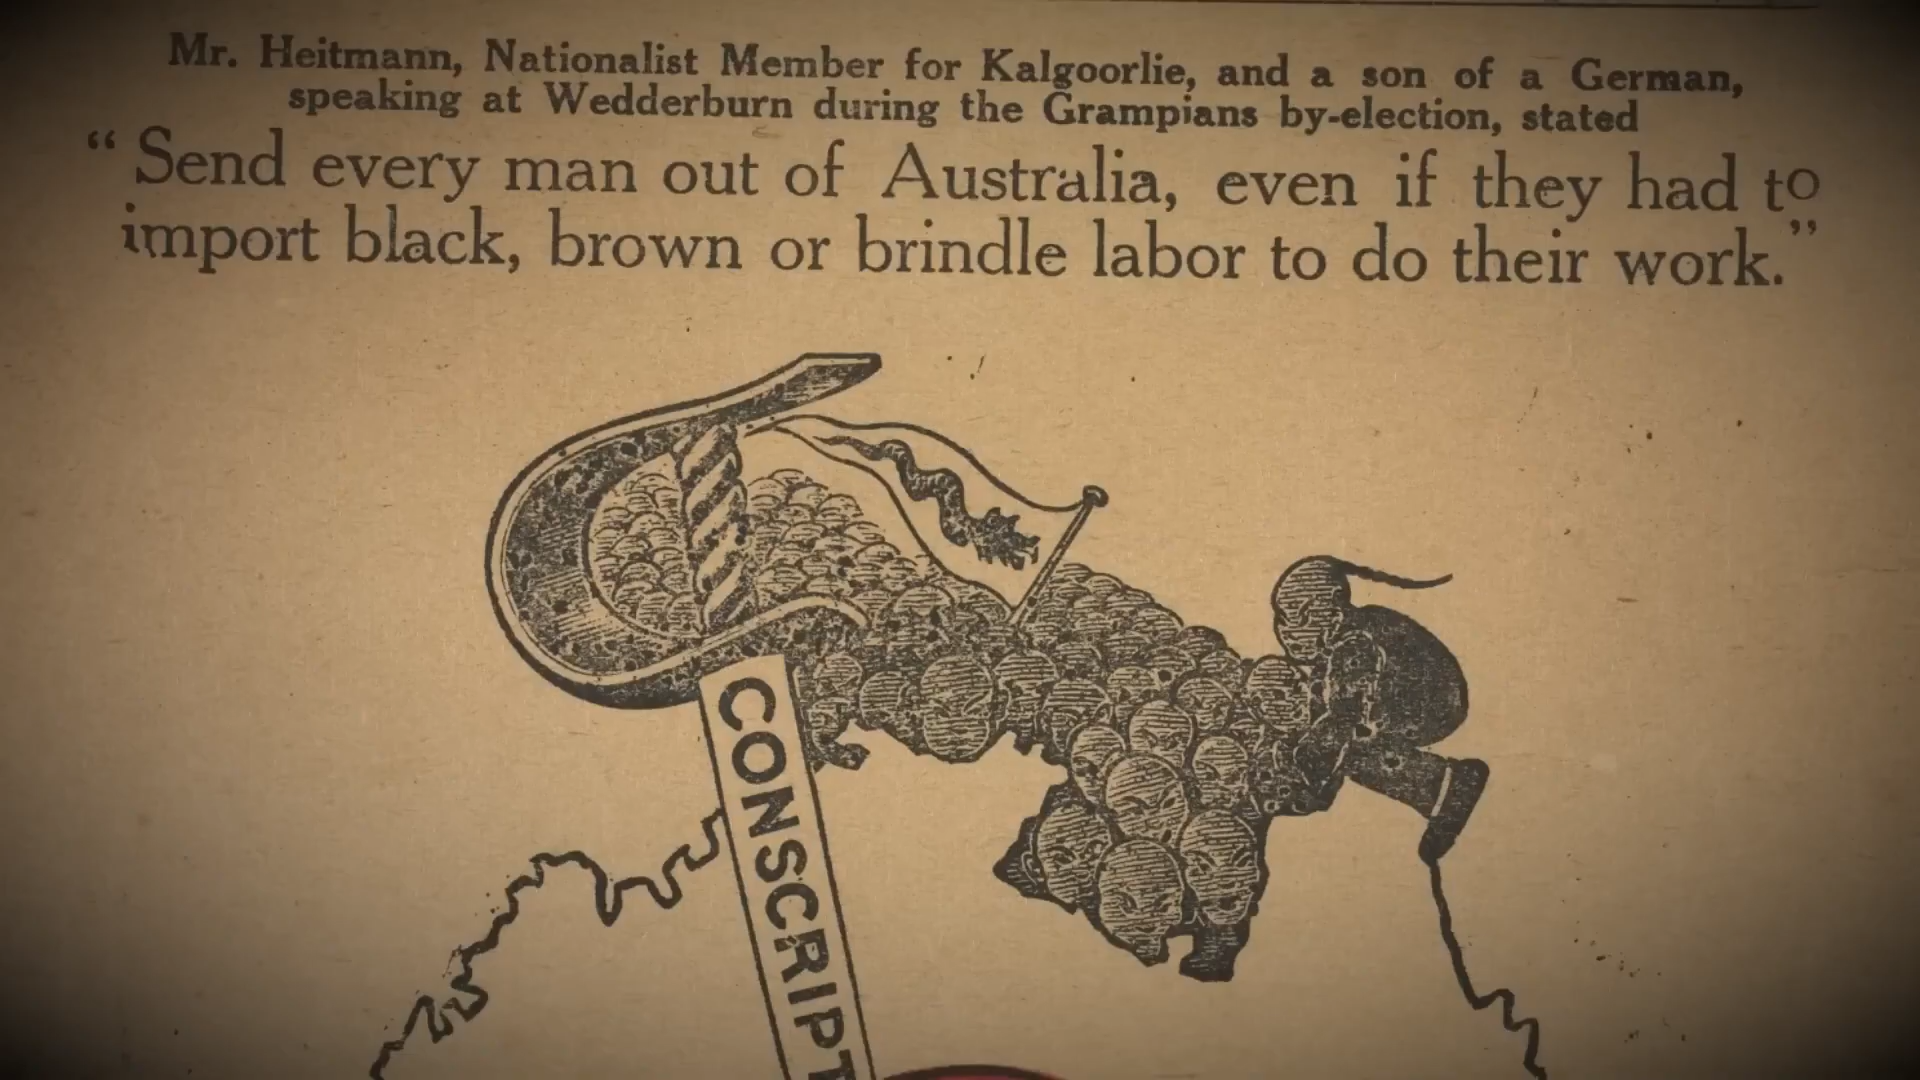 Mr. Heitmann, Nationalist Member for Kalgoorlie, and a son of a German,
speaking at Wedderburn during the Grampians by-election, stated
“Send every man out of Australia, even if they had to
import black, brown or brindle labor to do their work.”
CONSCRIPT